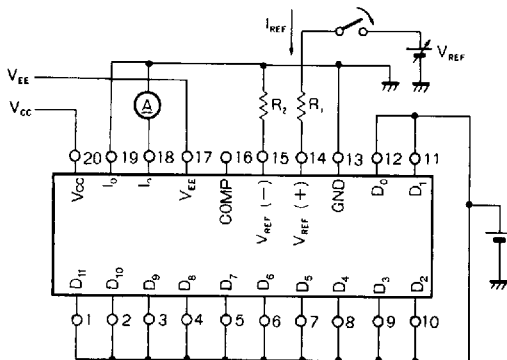 I_REF
V_REF
V_EE
V_CC
A
R_2
R_1
20 19 18 17 16 15 14 13 12 11
V_CC
I_0
V_EE
COMP
V_REF (−)
V_REF (+)
GND
D_0
D_1
D_11
D_10
D_9
D_8
D_7
D_6
D_5
D_4
D_3
D_2
1 2 3 4 5 6 7 8 9 10